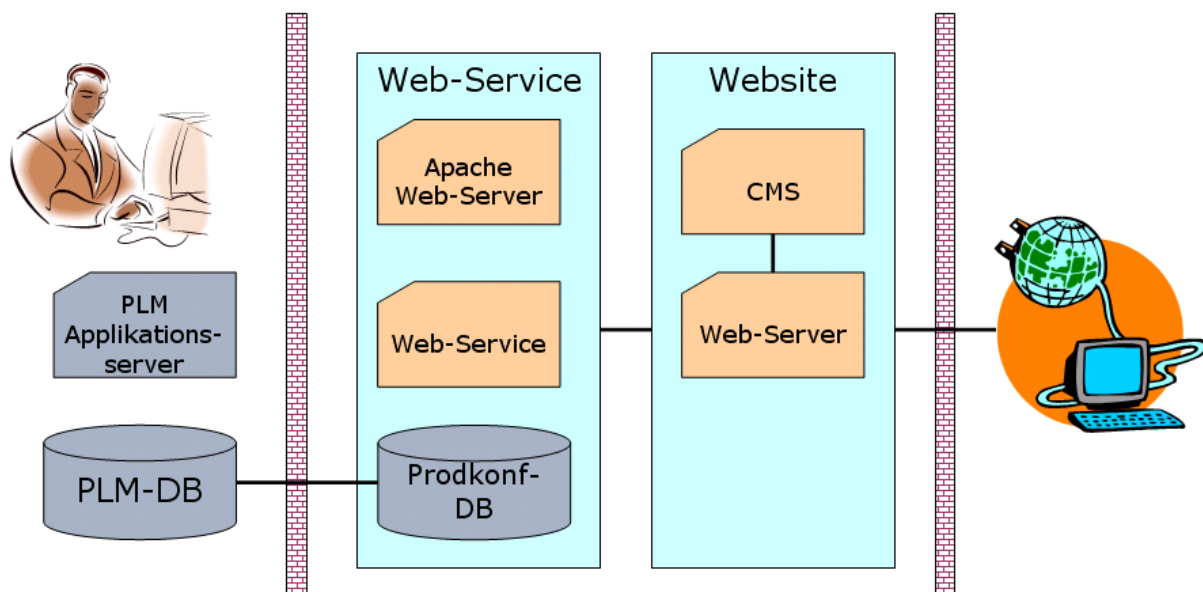 Web-Service
Website
Apache
Web-Server
CMS
PLM
Applikations-
server
Web-Service
Web-Server
PLM-DB
Prodkonf-
DB